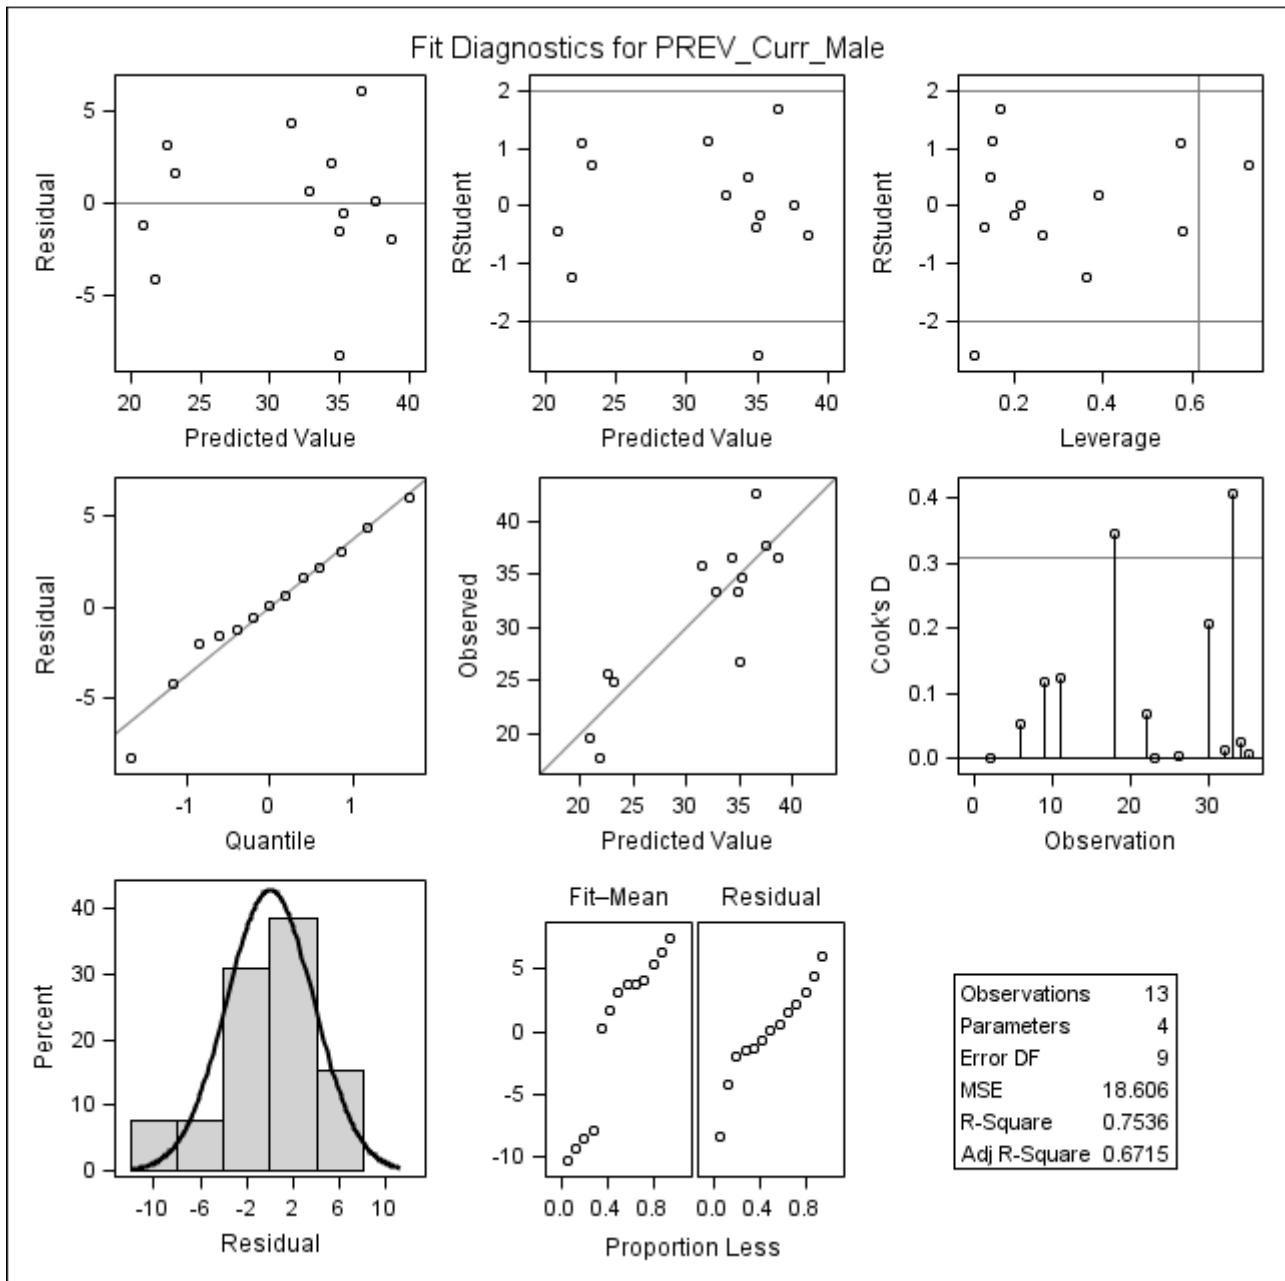 Fit Diagnostics for PREV_Curr_Male
Residual
5
0
-5
20 25 30 35 40
Predicted Value
RStudent
2
1
0
-1
-2
20 25 30 35 40
Predicted Value
RStudent
2
1
0
-1
-2
0.2 0.4 0.6
Leverage
Residual
5
0
-5
-1 0 1
Quantile
Observed
40
35
30
25
20
20 25 30 35 40
Predicted Value
Cook's D
0.4
0.3
0.2
0.1
0.0
0 10 20 30
Observation
Percent
40
30
20
10
0
-10 -6 -2 2 6 10
Residual
Fit–Mean Residual
5
0
-5
-10
0.0 0.4 0.8 0.0 0.4 0.8
Proportion Less
Observations 13
Parameters 4
Error DF 9
MSE 18.606
R-Square 0.7536
Adj R-Square 0.6715